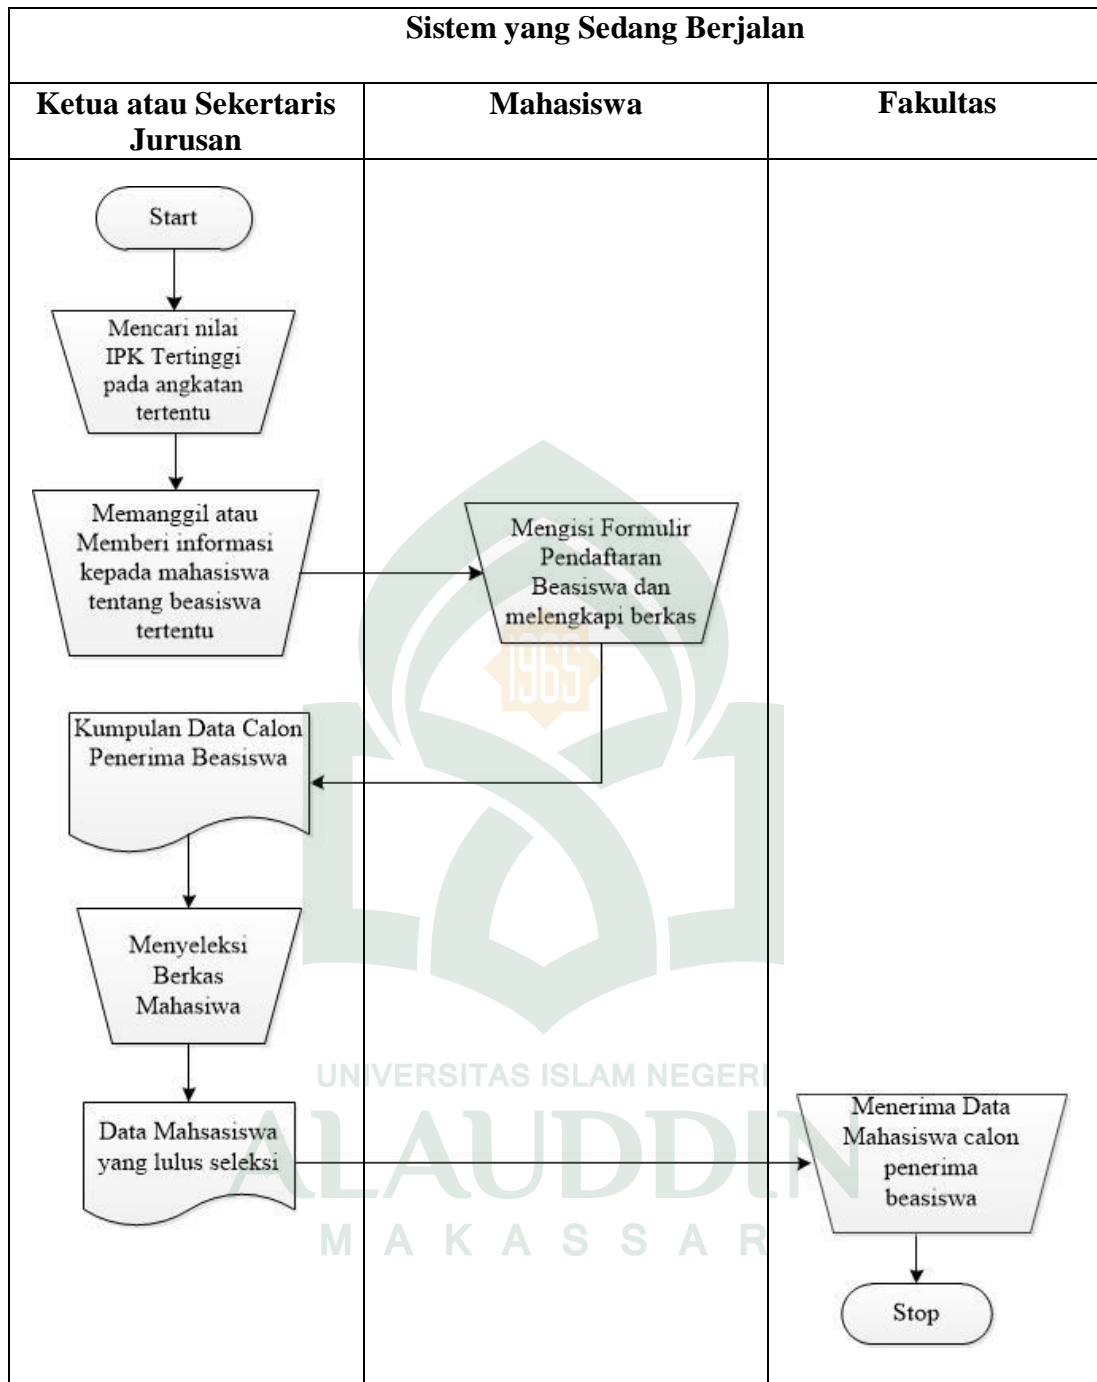 Sistem yang Sedang Berjalan
Ketua atau Sekertaris
Jurusan
Mahasiswa
Fakultas
Start
Mencari nilai
IPK Tertinggi
pada angkatan
tertentu
Memanggil atau
Memberi informasi
kepada mahasiswa
tentang beasiswa
tertentu
Mengisi Formulir
Pendaftaran
Beasiswa dan
melengkapi berkas
1965
Kumpulan Data Calon
Penerima Beasiswa
Menyeleksi
Berkas
Mahasiwa
UNIVERSITAS ISLAM NEGERI
ALAUDDIN
MAKASSAR
Data Mahsasiswa
yang lulus seleksi
Menerima Data
Mahasiswa calon
penerima
beasiswa
Stop